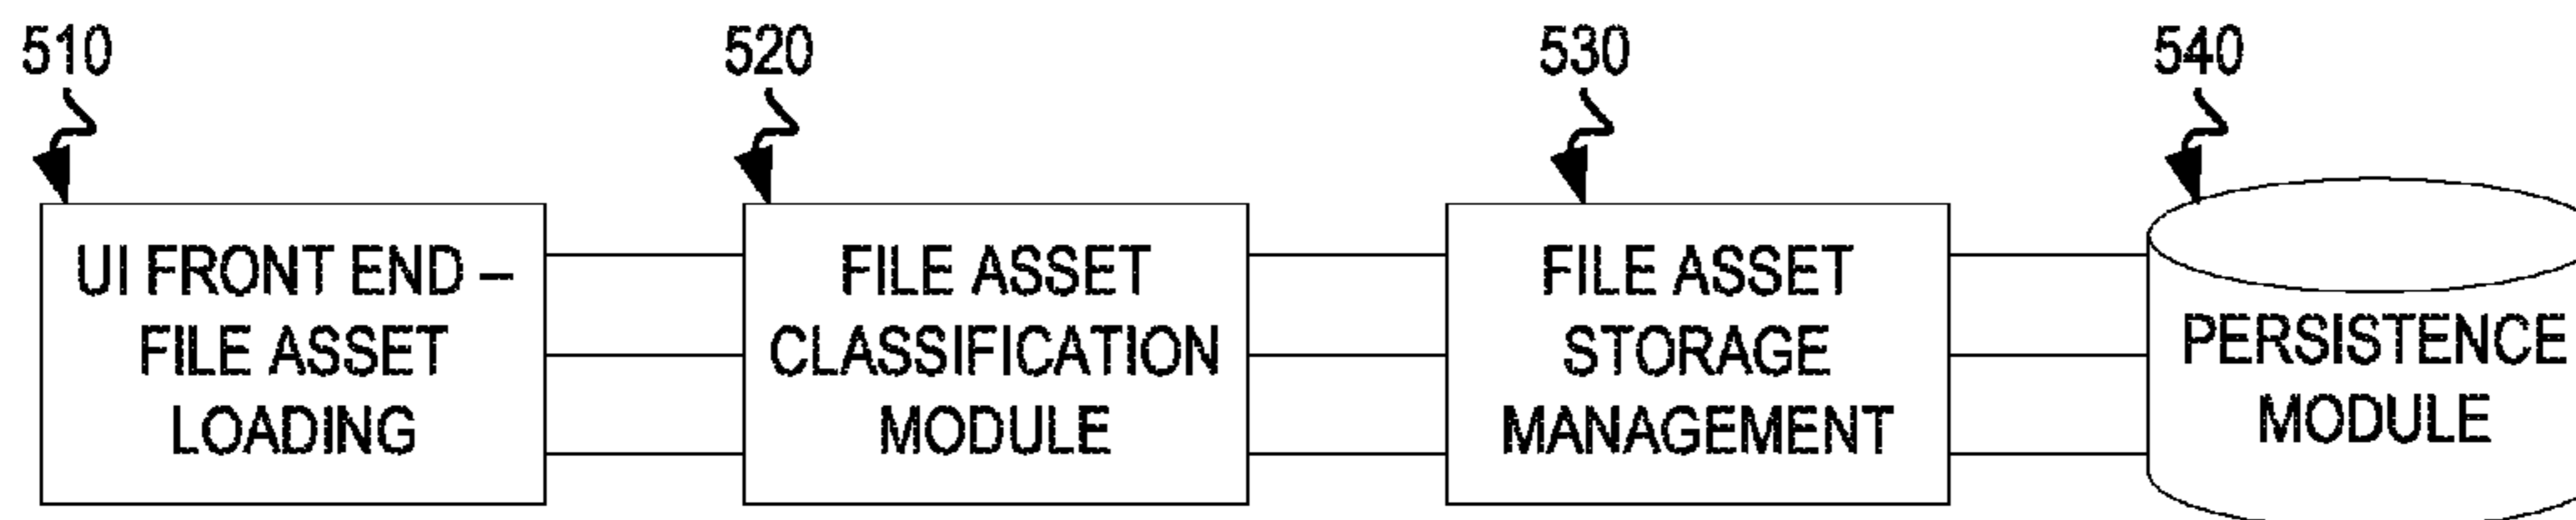 510
520
530
540
UI FRONT END –
FILE ASSET
LOADING
FILE ASSET
CLASSIFICATION
MODULE
FILE ASSET
STORAGE
MANAGEMENT
PERSISTENCE
MODULE